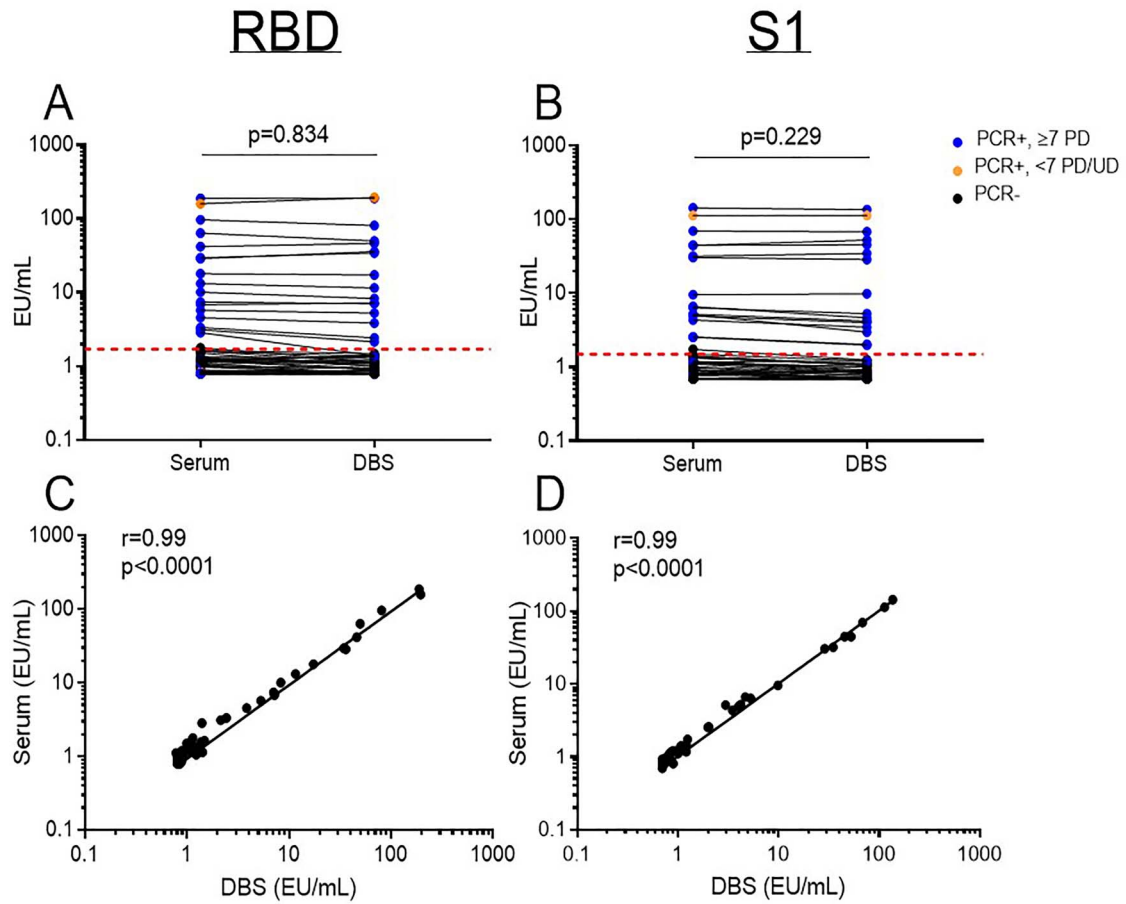 RBD
S1
A
B
p=0.834
p=0.229
PCR+, ≥7 PD
PCR+, <7 PD/UD
PCR-
1000
100
10
1
0.1
EU/mL
Serum
DBS
1000
100
10
1
0.1
EU/mL
Serum
DBS
C
D
r=0.99
p<0.0001
r=0.99
p<0.0001
1000
100
10
1
0.1
Serum (EU/mL)
0.1
1
10
100
1000
DBS (EU/mL)
1000
100
10
1
0.1
Serum (EU/mL)
0.1
1
10
100
1000
DBS (EU/mL)